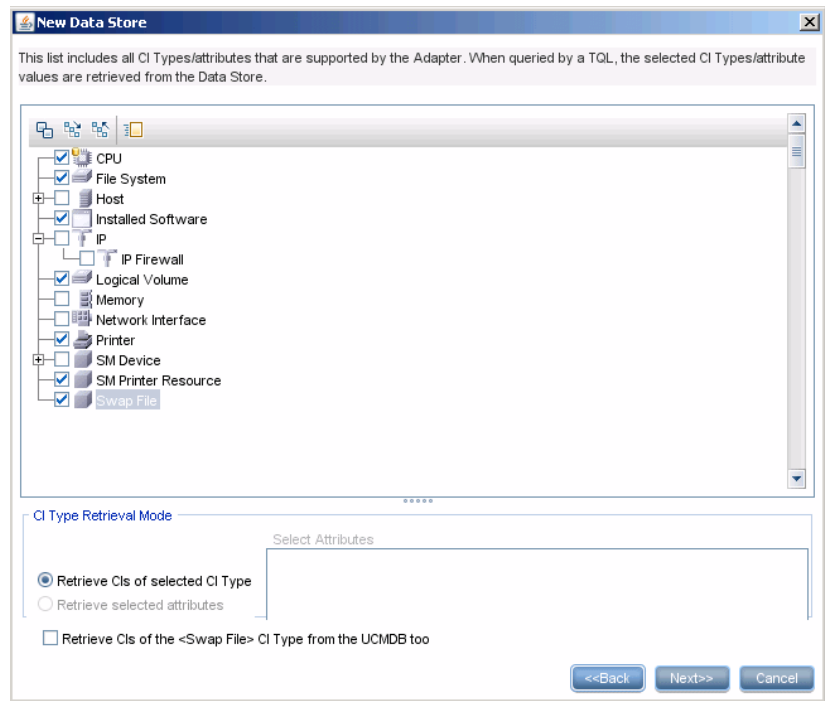 New Data Store
This list includes all CI Types/attributes that are supported by the Adapter. When queried by a TQL, the selected CI Types/attribute
values are retrieved from the Data Store.
CPU
File System
Host
Installed Software
IP
IP Firewall
Logical Volume
Memory
Network Interface
Printer
SM Device
SM Printer Resource
Swap File
CI Type Retrieval Mode
Select Attributes
Retrieve CIs of selected CI Type
Retrieve selected attributes
Retrieve CIs of the <Swap File> CI Type from the UCMDB too
<<Back Next>> Cancel